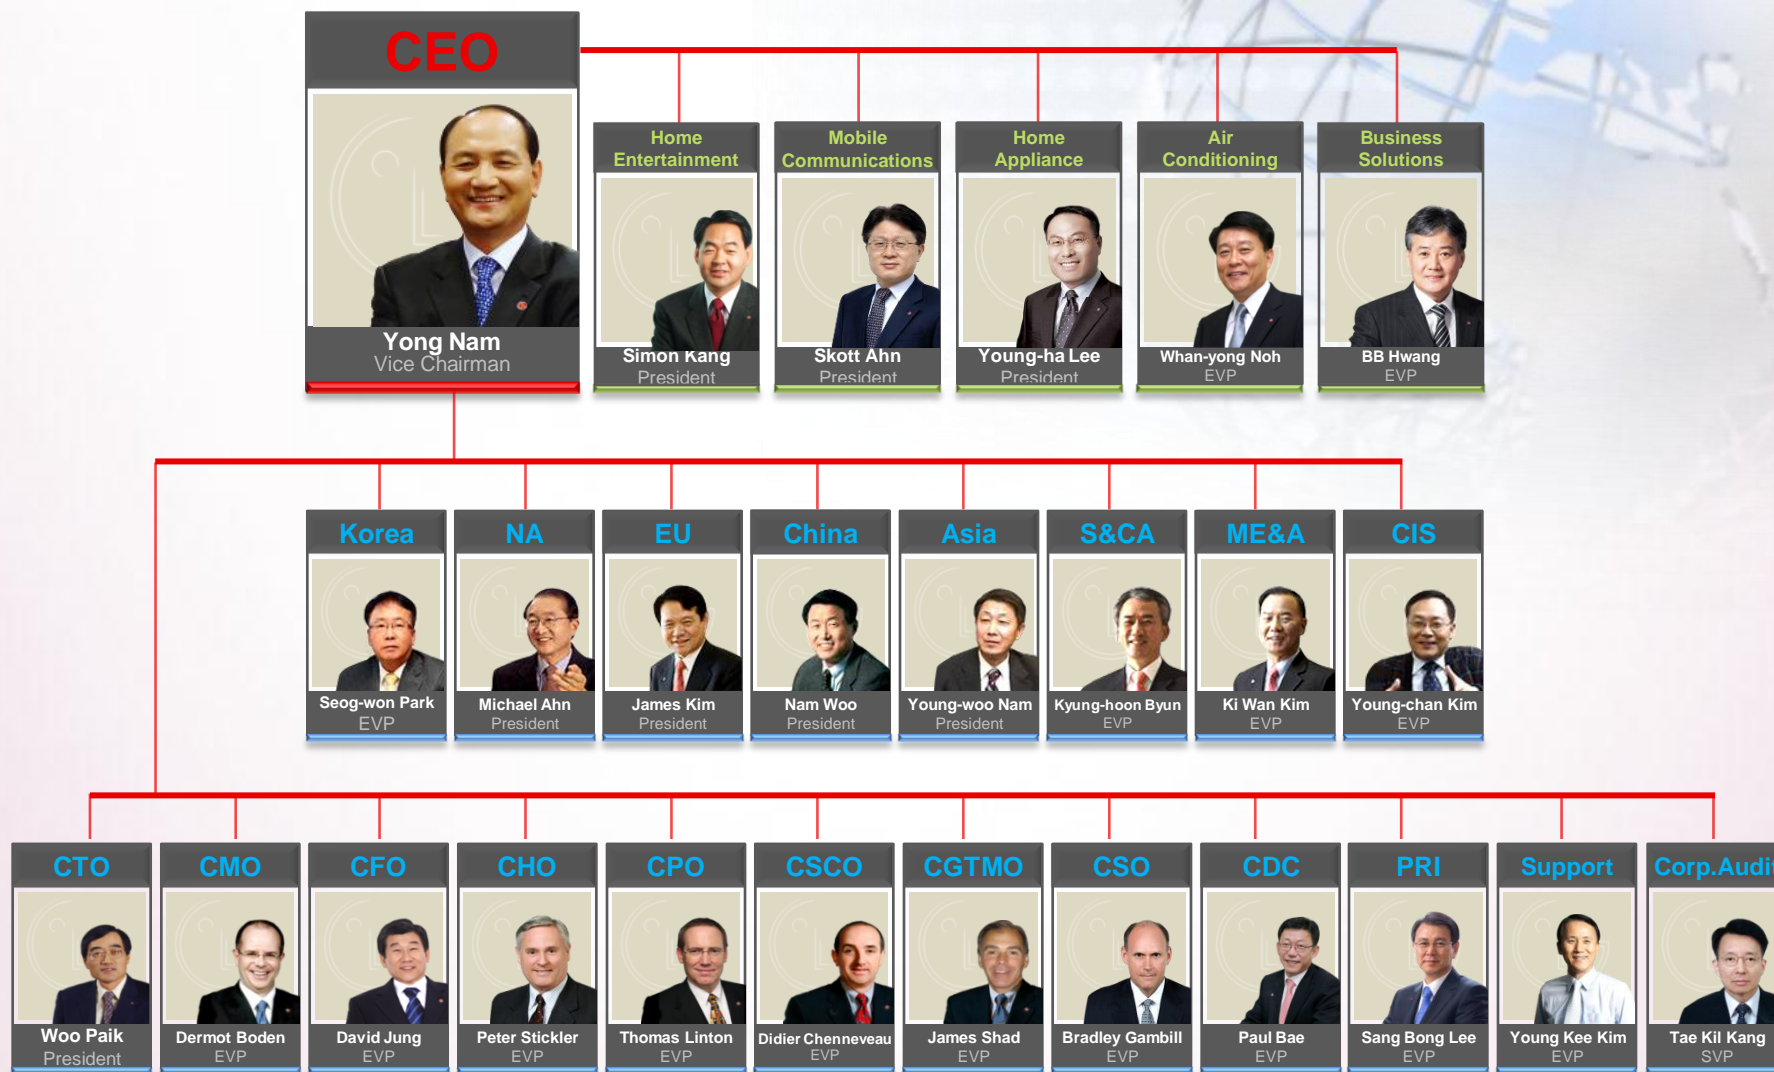 CEO
Yong Nam
Vice Chairman
Home
Entertainment
Simon Kang
President
Mobile
Communications
Skott Ahn
President
Home
Appliance
Young-ha Lee
President
Air
Conditioning
Whan-yong Noh
EVP
Business
Solutions
BB Hwang
EVP
Korea
Seog-won Park
EVP
NA
Michael Ahn
President
EU
James Kim
President
China
Nam Woo
President
Asia
Young-woo Nam
President
S&CA
Kyung-hoon Byun
EVP
ME&A
Ki Wan Kim
EVP
CIS
Young-chan Kim
EVP
CTO
Woo Paik
President
CMO
Dermot Boden
EVP
CFO
David Jung
EVP
CHO
Peter Stickler
EVP
CPO
Thomas Linton
EVP
CSCO
Didier Chenneveau
EVP
CGTMO
James Shad
EVP
CSO
Bradley Gambill
EVP
CDC
Paul Bae
EVP
PRI
Sang Bong Lee
EVP
Support
Young Kee Kim
EVP
Corp.Audit
Tae Kil Kang
SVP